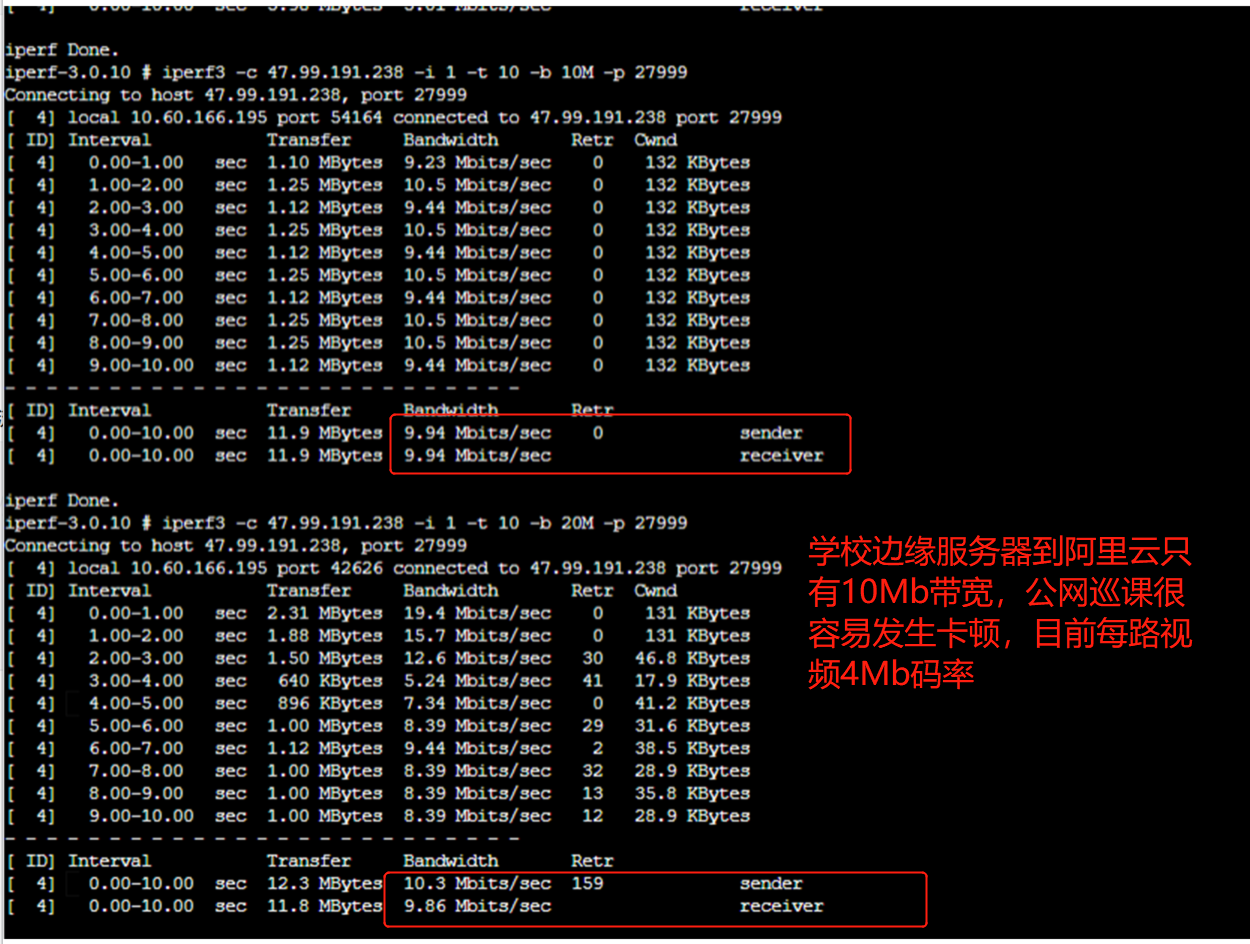 [ 4] 0.00-10.00 sec receiver
iperf Done.
iperf-3.0.10 # iperf3 -c 47.99.191.238 -i 1 -t 10 -b 10M -p 27999
Connecting to host 47.99.191.238, port 27999
[ 4] local 10.60.166.195 port 54164 connected to 47.99.191.238 port 27999
[ ID] Interval Transfer Bandwidth Retr Cwnd
[ 4] 0.00-1.00 sec 1.10 MBytes 9.23 Mbits/sec 0 132 KBytes
[ 4] 1.00-2.00 sec 1.25 MBytes 10.5 Mbits/sec 0 132 KBytes
[ 4] 2.00-3.00 sec 1.12 MBytes 9.44 Mbits/sec 0 132 KBytes
[ 4] 3.00-4.00 sec 1.25 MBytes 10.5 Mbits/sec 0 132 KBytes
[ 4] 4.00-5.00 sec 1.12 MBytes 9.44 Mbits/sec 0 132 KBytes
[ 4] 5.00-6.00 sec 1.25 MBytes 10.5 Mbits/sec 0 132 KBytes
[ 4] 6.00-7.00 sec 1.12 MBytes 9.44 Mbits/sec 0 132 KBytes
[ 4] 7.00-8.00 sec 1.25 MBytes 10.5 Mbits/sec 0 132 KBytes
[ 4] 8.00-9.00 sec 1.25 MBytes 10.5 Mbits/sec 0 132 KBytes
[ 4] 9.00-10.00 sec 1.12 MBytes 9.44 Mbits/sec 0 132 KBytes
- - - - - - - - - - - - - - - - - - - - - - - - -
[ ID] Interval Transfer Bandwidth Retr
[ 4] 0.00-10.00 sec 11.9 MBytes 9.94 Mbits/sec 0 sender
[ 4] 0.00-10.00 sec 11.9 MBytes 9.94 Mbits/sec receiver
iperf Done.
iperf-3.0.10 # iperf3 -c 47.99.191.238 -i 1 -t 10 -b 20M -p 27999
Connecting to host 47.99.191.238, port 27999
[ 4] local 10.60.166.195 port 42626 connected to 47.99.191.238 port 27999
[ ID] Interval Transfer Bandwidth Retr Cwnd
[ 4] 0.00-1.00 sec 2.31 MBytes 19.4 Mbits/sec 0 131 KBytes
[ 4] 1.00-2.00 sec 1.88 MBytes 15.7 Mbits/sec 0 131 KBytes
[ 4] 2.00-3.00 sec 1.50 MBytes 12.6 Mbits/sec 30 46.8 KBytes
[ 4] 3.00-4.00 sec 640 KBytes 5.24 Mbits/sec 41 17.9 KBytes
[ 4] 4.00-5.00 sec 896 KBytes 7.34 Mbits/sec 0 41.2 KBytes
[ 4] 5.00-6.00 sec 1.00 MBytes 8.39 Mbits/sec 29 31.6 KBytes
[ 4] 6.00-7.00 sec 1.12 MBytes 9.44 Mbits/sec 2 38.5 KBytes
[ 4] 7.00-8.00 sec 1.00 MBytes 8.39 Mbits/sec 32 28.9 KBytes
[ 4] 8.00-9.00 sec 1.00 MBytes 8.39 Mbits/sec 13 35.8 KBytes
[ 4] 9.00-10.00 sec 1.00 MBytes 8.39 Mbits/sec 12 28.9 KBytes
- - - - - - - - - - - - - - - - - - - - - - - - -
[ ID] Interval Transfer Bandwidth Retr
[ 4] 0.00-10.00 sec 12.3 MBytes 10.3 Mbits/sec 159 sender
[ 4] 0.00-10.00 sec 11.8 MBytes 9.86 Mbits/sec receiver
学校边缘服务器到阿里云只
有10Mb带宽，公网巡课很
容易发生卡顿，目前每路视
频4Mb码率